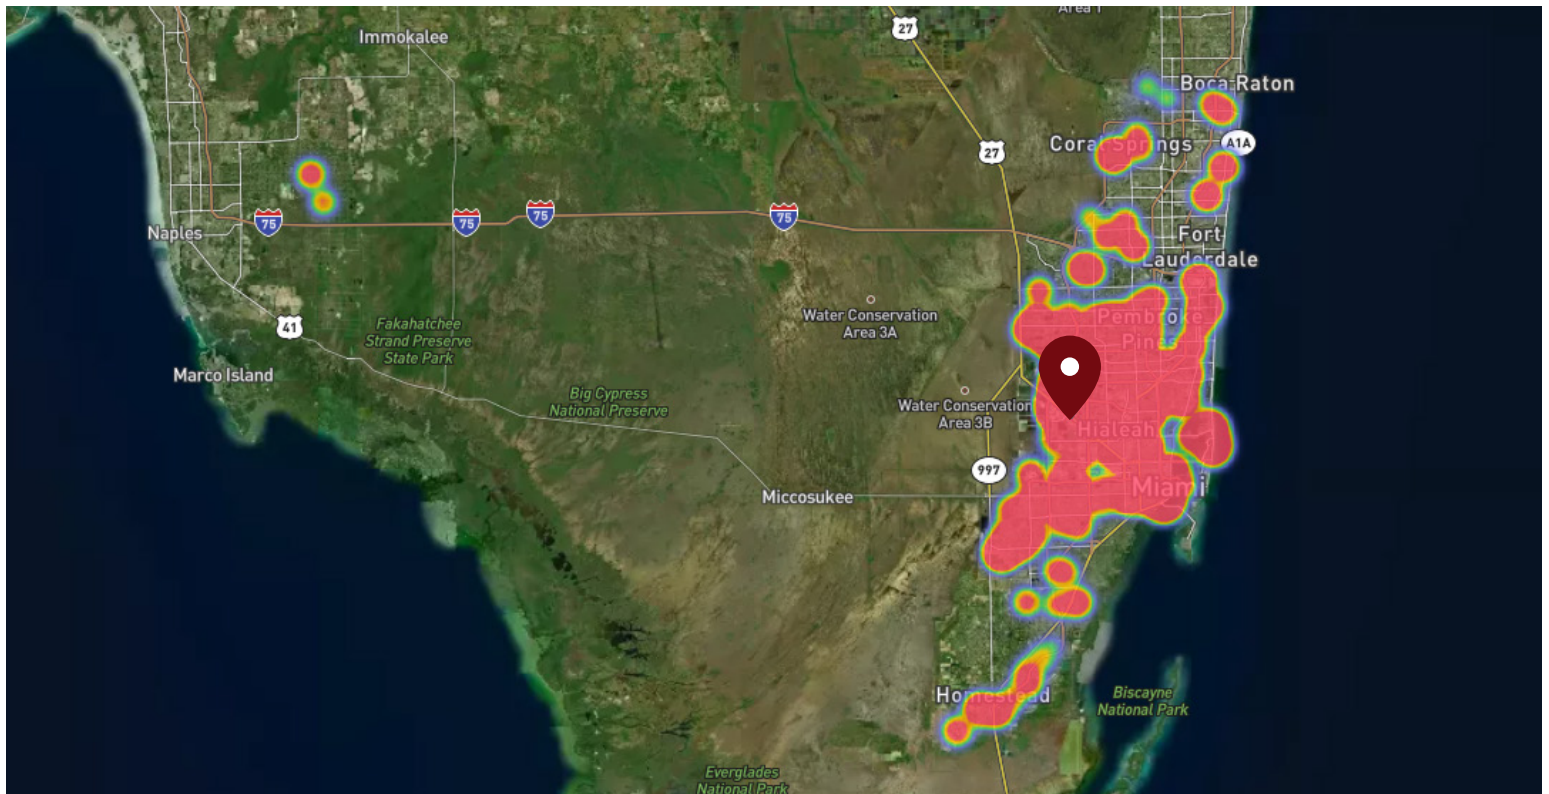 Area 1
27
Immokalee
Boca Raton
Coral Springs
A1A
27
75
75
75
75
Naples
Fort
Lauderdale
Water Conservation
Area 3A
Pembroke
Pines
41
Fakahatchee
Strand Preserve
State Park
Marco Island
Big Cypress
National Preserve
Water Conservation
Area 3B
Hialeah
997
Miami
Miccosukee
Homestead
Biscayne
National Park
Everglades
National Park